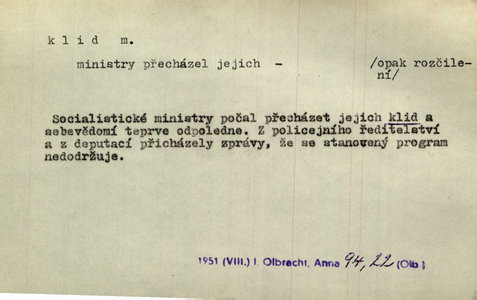 klid m.
ministry přecházel jejich - /opak rozčile-
ní/
Socialistické ministry počal přecházet jejich klid a
sebevědomí teprve odpoledne. Z policejního ředitelství
a z deputací přicházely zprávy, že se stanovený program
nedodržuje.
1951 (VIII.) I. Olbracht, Anna 94,22 (Olb)